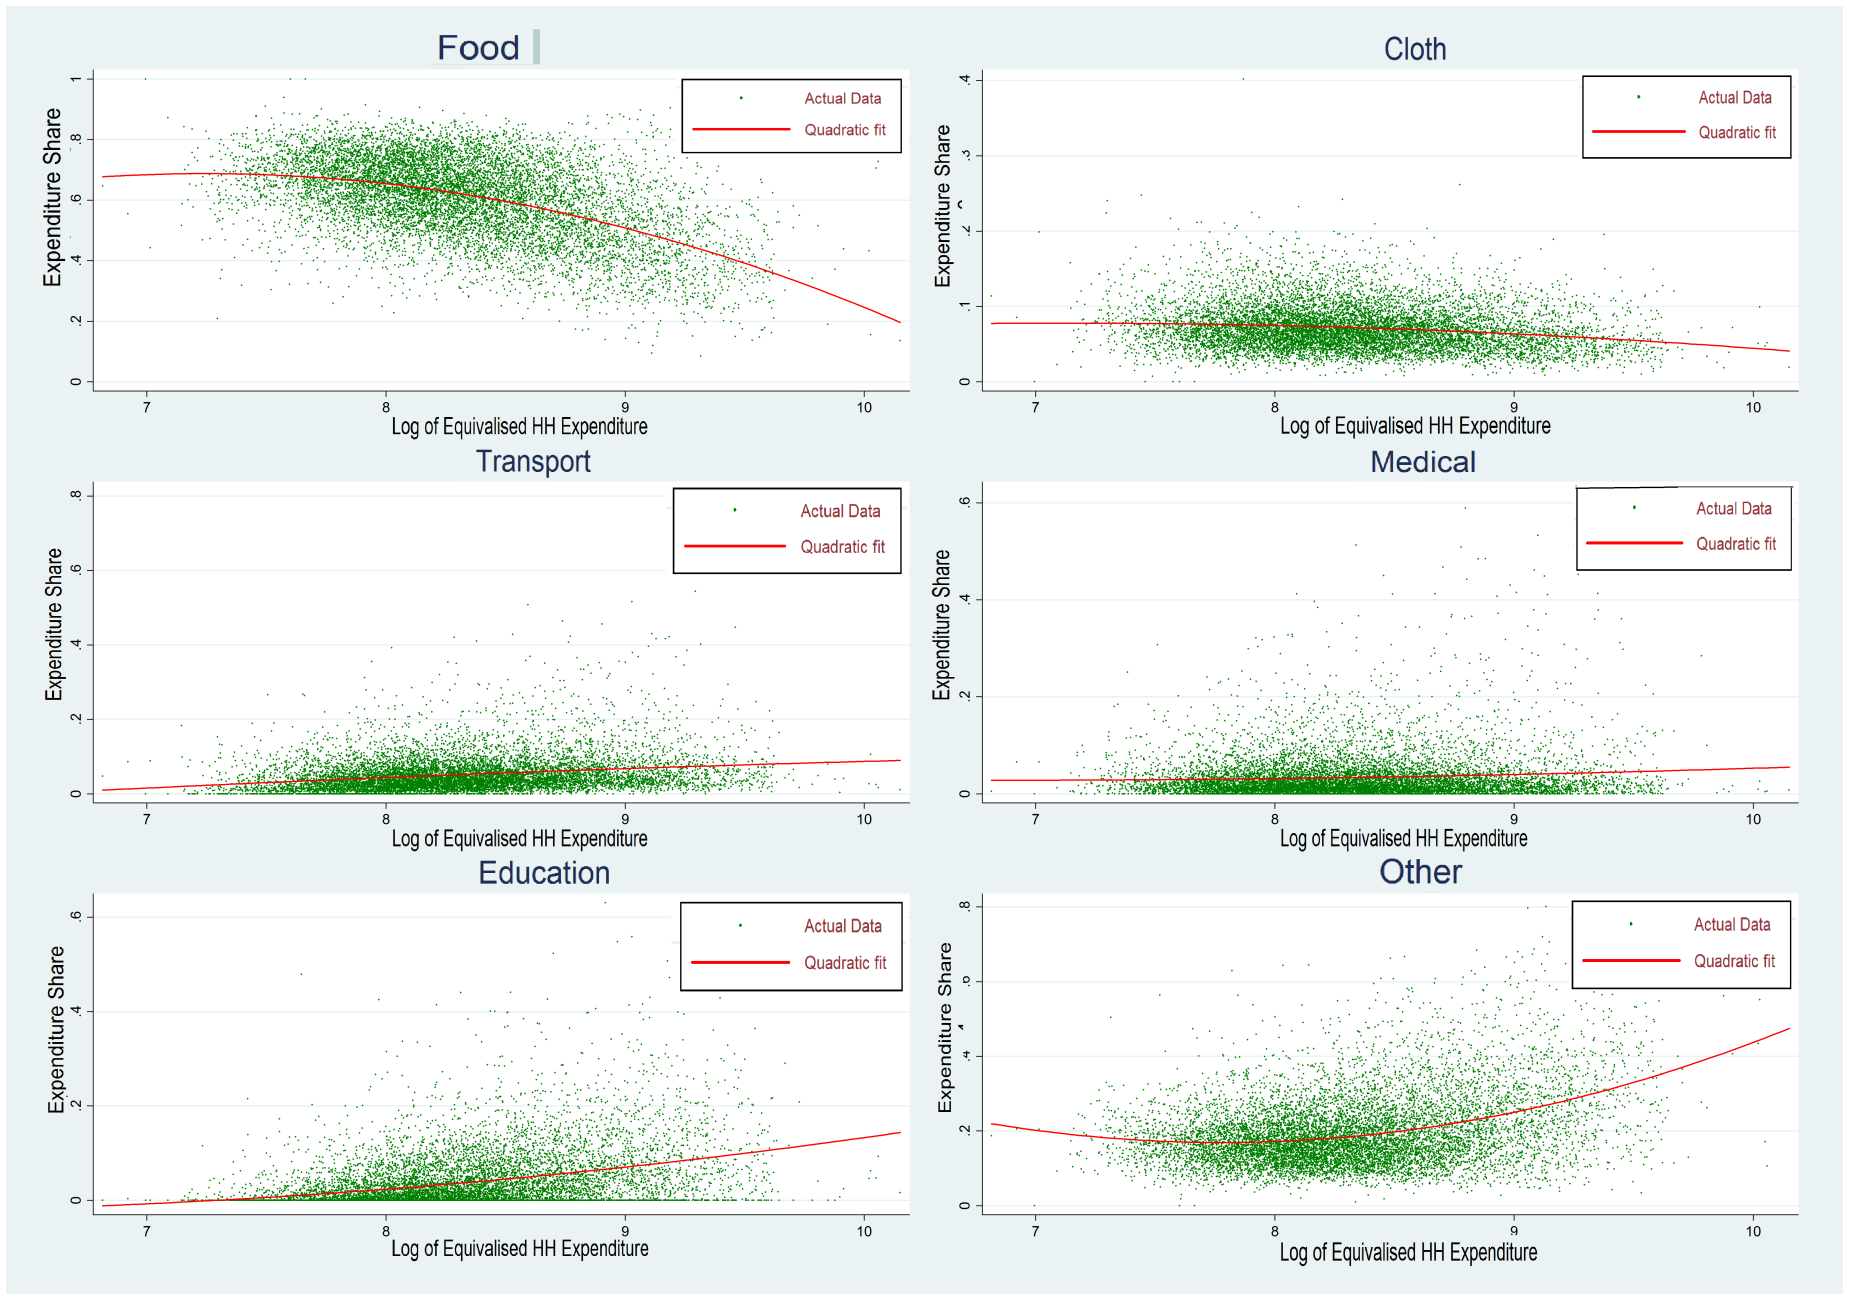 Food
Expenditure Share
1
.8
.6
.4
.2
0
Actual Data
Quadratic fit
7 8 9 10
Log of Equivalised HH Expenditure
Cloth
Expenditure Share
.4
.3
.2
.1
0
Actual Data
Quadratic fit
7 8 9 10
Log of Equivalised HH Expenditure
Transport
Expenditure Share
.8
.6
.4
.2
0
Actual Data
Quadratic fit
7 8 9 10
Log of Equivalised HH Expenditure
Medical
Expenditure Share
.6
.4
.2
0
Actual Data
Quadratic fit
7 8 9 10
Log of Equivalised HH Expenditure
Education
Expenditure Share
.6
.4
.2
0
Actual Data
Quadratic fit
7 8 9 10
Log of Equivalised HH Expenditure
Other
Expenditure Share
.8
.6
.4
.2
0
Actual Data
Quadratic fit
7 8 9 10
Log of Equivalised HH Expenditure